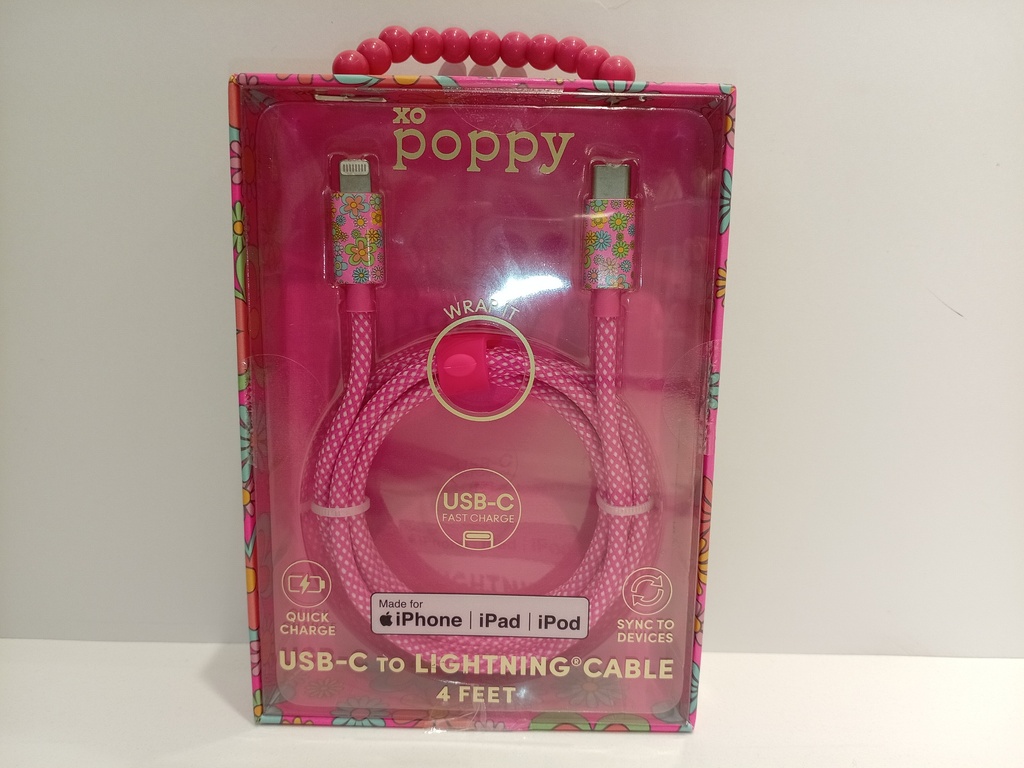 xo
poppy
WRAP IT
USB-C
FAST CHARGE
QUICK
CHARGE
Made for
iPhone | iPad | iPod
SYNC TO
DEVICES
USB-C TO LIGHTNING® CABLE
4 FEET